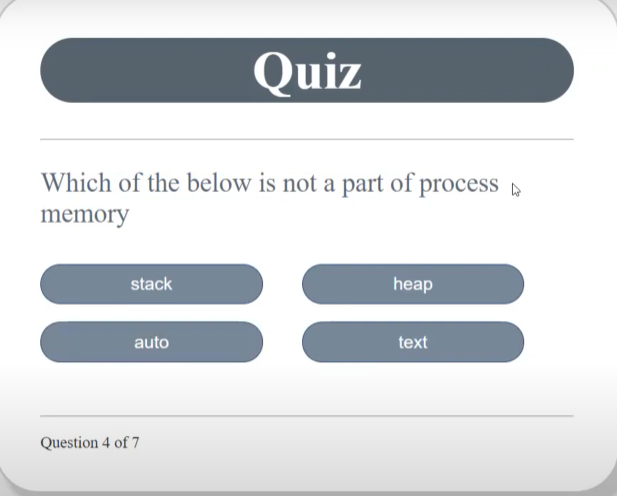 Quiz
Which of the below is not a part of process
memory
stack
heap
auto
text
Question 4 of 7